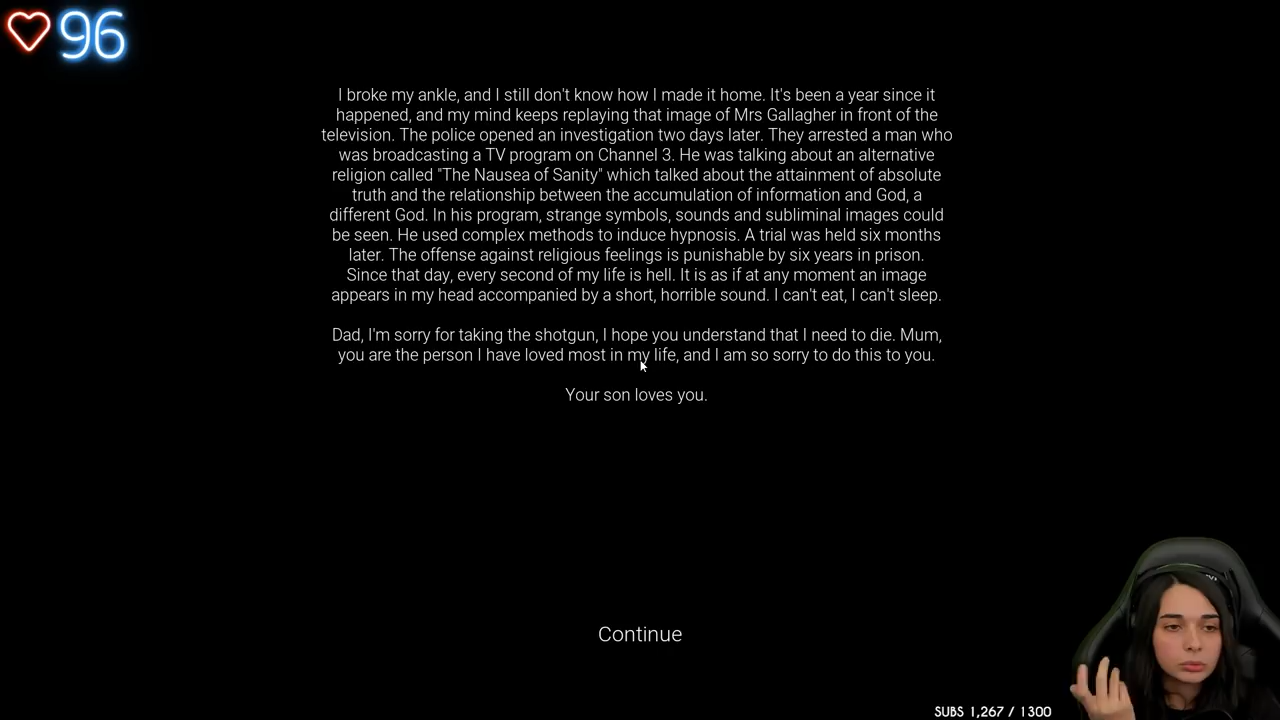 96
I broke my ankle, and I still don't know how I made it home. It's been a year since it
happened, and my mind keeps replaying that image of Mrs Gallagher in front of the
television. The police opened an investigation two days later. They arrested a man who
was broadcasting a TV program on Channel 3. He was talking about an alternative
religion called "The Nausea of Sanity" which talked about the attainment of absolute
truth and the relationship between the accumulation of information and God, a
different God. In his program, strange symbols, sounds and subliminal images could
be seen. He used complex methods to induce hypnosis. A trial was held six months
later. The offense against religious feelings is punishable by six years in prison.
Since that day, every second of my life is hell. It is as if at any moment an image
appears in my head accompanied by a short, horrible sound. I can't eat, I can't sleep.
Dad, I'm sorry for taking the shotgun, I hope you understand that I need to die. Mum,
you are the person I have loved most in my life, and I am so sorry to do this to you.
Your son loves you.
Continue
SUBS 1,267 / 1300